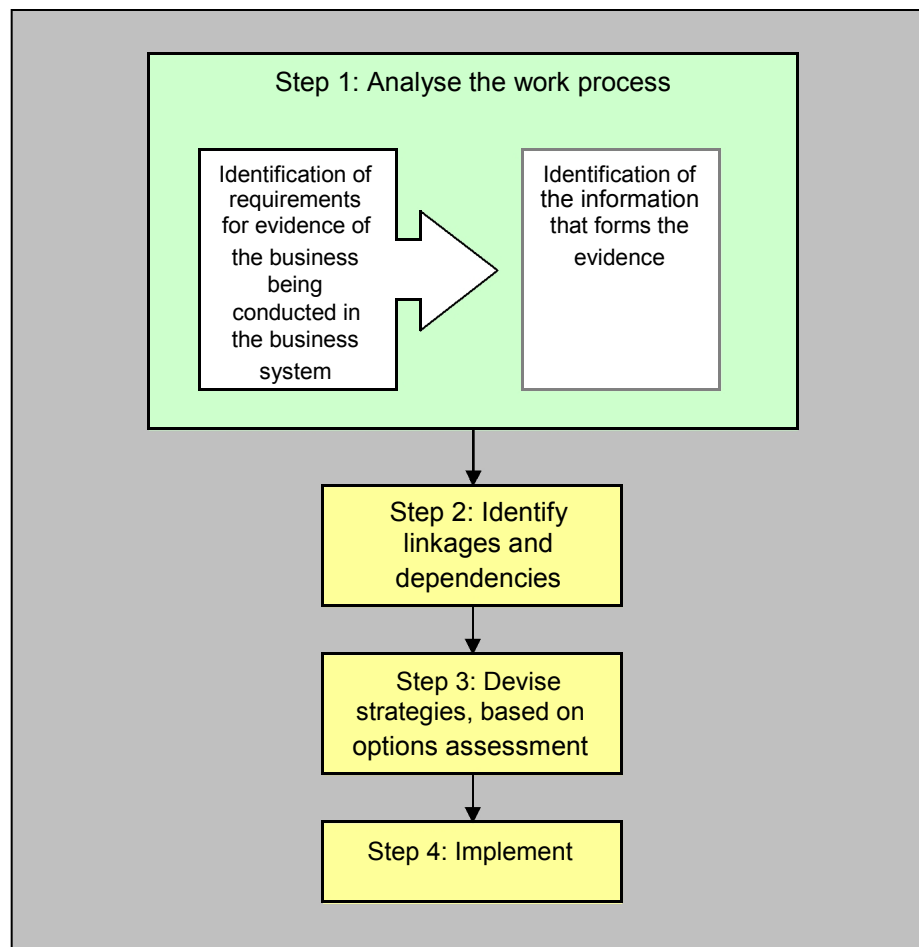 Step 1: Analyse the work process
Identification of
requirements
for evidence of
the business
being
conducted in
the business
system
Identification of
the information
that forms the
evidence
Step 2: Identify
linkages and
dependencies
Step 3: Devise
strategies, based on
options assessment
Step 4: Implement